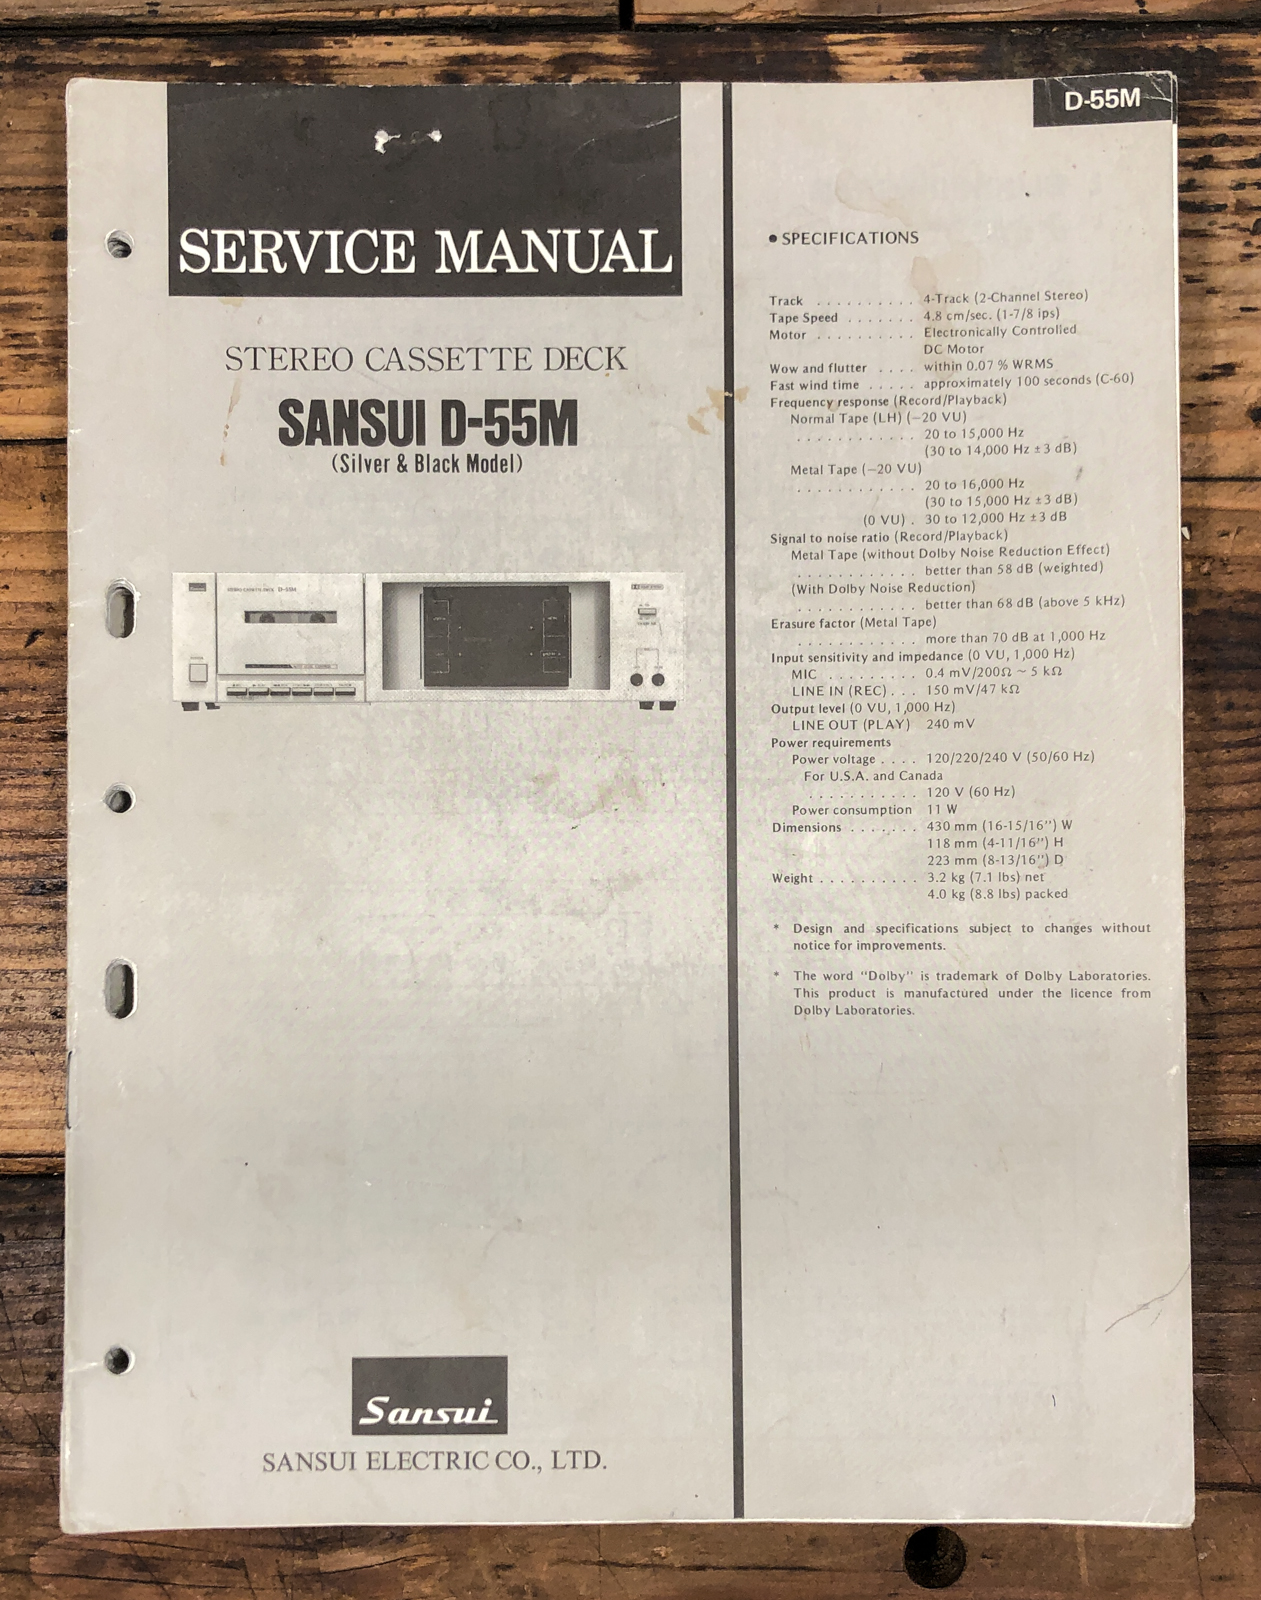 SERVICE MANUAL
STEREO CASSETTE DECK
SANSUI D-55M
(Silver & Black Model)
STEREO CASSETTE DECK D-55M
Sansui
SANSUI ELECTRIC CO., LTD.
D-55M
● SPECIFICATIONS
Track . . . . . . . . . . 4-Track (2-Channel Stereo)
Tape Speed . . . . . . . 4.8 cm/sec. (1-7/8 ips)
Motor . . . . . . . . . . Electronically Controlled
DC Motor
Wow and flutter . . . . within 0.07 % WRMS
Fast wind time . . . . . approximately 100 seconds (C-60)
Frequency response (Record/Playback)
Normal Tape (LH) (−20 VU)
. . . . . . . . . . . . 20 to 15,000 Hz
(30 to 14,000 Hz ±3 dB)
Metal Tape (−20 VU)
. . . . . . . . . . . . 20 to 16,000 Hz
(30 to 15,000 Hz ±3 dB)
(0 VU) . 30 to 12,000 Hz ±3 dB
Signal to noise ratio (Record/Playback)
Metal Tape (without Dolby Noise Reduction Effect)
. . . . . . . . . . . . better than 58 dB (weighted)
(With Dolby Noise Reduction)
. . . . . . . . . . . . better than 68 dB (above 5 kHz)
Erasure factor (Metal Tape)
. . . . . . . . . . . . more than 70 dB at 1,000 Hz
Input sensitivity and impedance (0 VU, 1,000 Hz)
MIC . . . . . . . . . 0.4 mV/200Ω ~ 5 kΩ
LINE IN (REC) . . . 150 mV/47 kΩ
Output level (0 VU, 1,000 Hz)
LINE OUT (PLAY) 240 mV
Power requirements
Power voltage . . . . 120/220/240 V (50/60 Hz)
For U.S.A. and Canada
. . . . . . . . . . . 120 V (60 Hz)
Power consumption 11 W
Dimensions . . . . . . . 430 mm (16-15/16") W
118 mm (4-11/16") H
223 mm (8-13/16") D
Weight . . . . . . . . . . 3.2 kg (7.1 lbs) net
4.0 kg (8.8 lbs) packed
* Design and specifications subject to changes without
notice for improvements.
* The word "Dolby" is trademark of Dolby Laboratories.
This product is manufactured under the licence from
Dolby Laboratories.